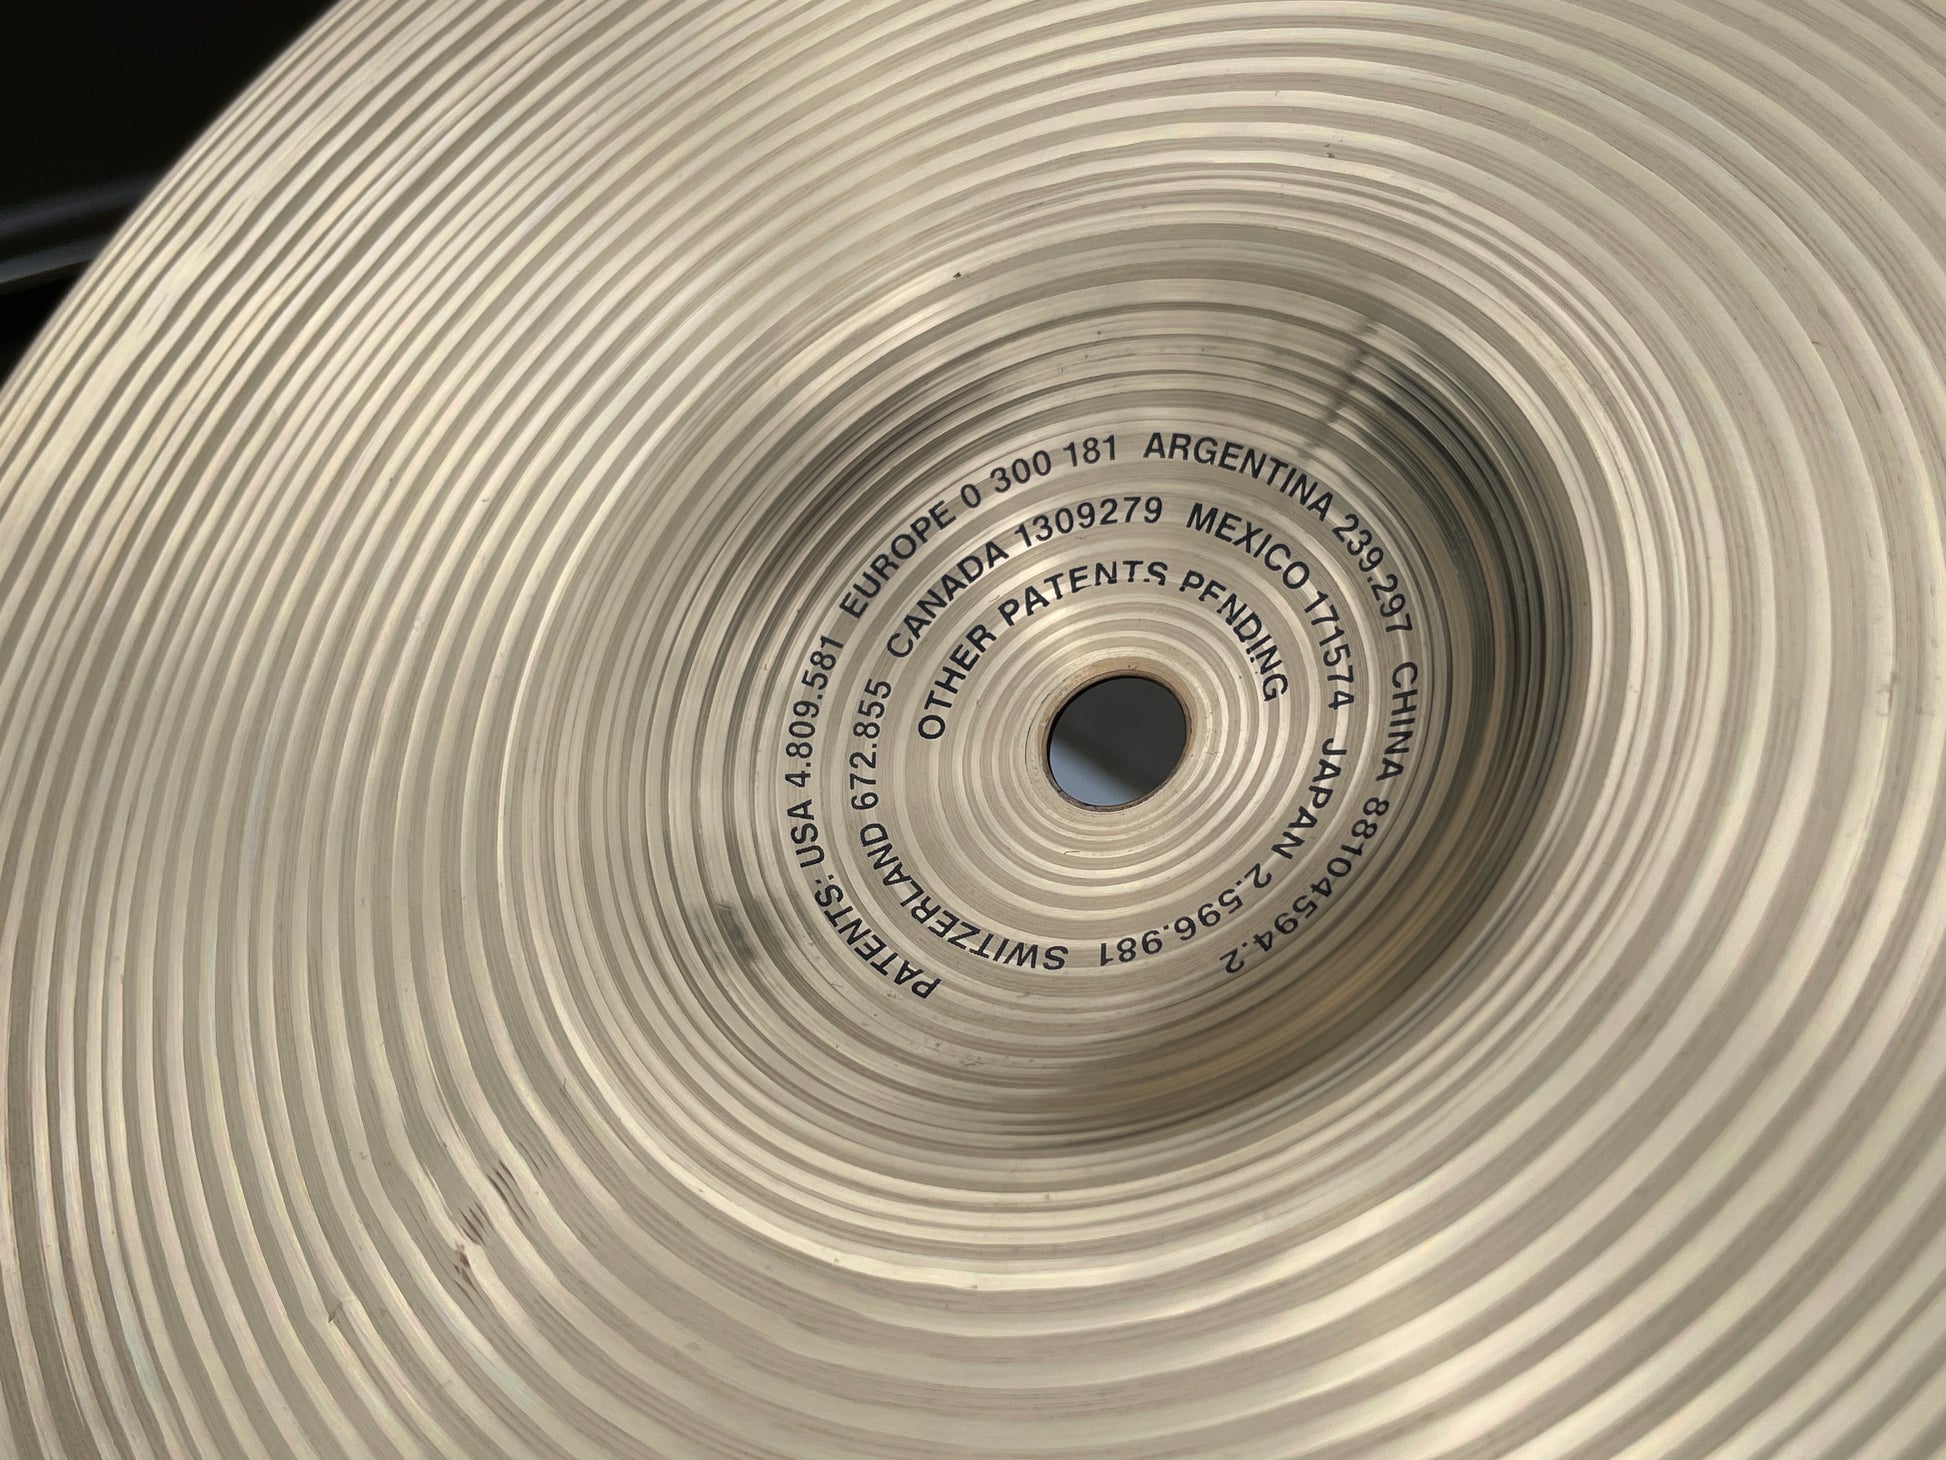 PATENTS: USA 4.809.581 EUROPE 0 300 181 ARGENTINA 239.297 CHINA 88104594.2
SWITZERLAND 672.855 CANADA 1309279 MEXICO 171574 JAPAN 2.596.981
OTHER PATENTS PENDING